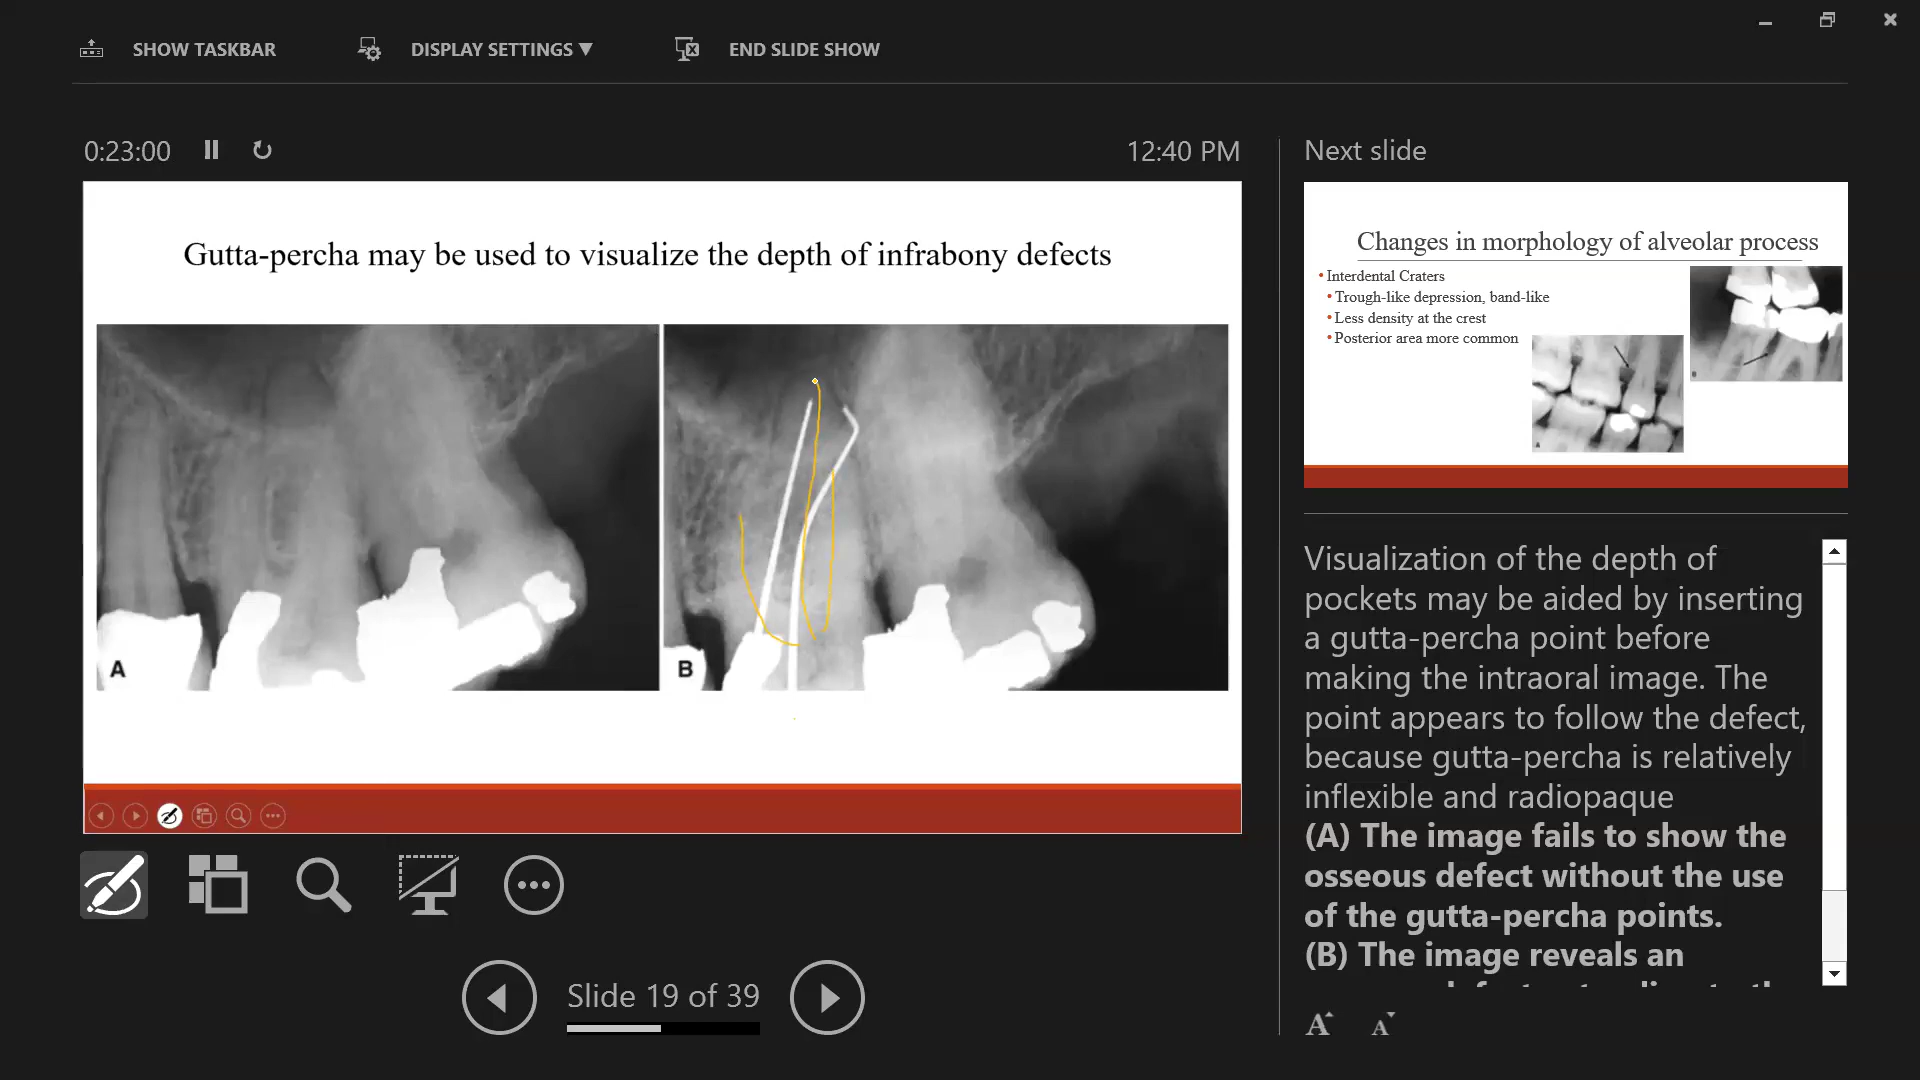 SHOW TASKBAR
DISPLAY SETTINGS ▼
END SLIDE SHOW
0:23:00
12:40 PM
Gutta-percha may be used to visualize the depth of infrabony defects
A
B
Slide 19 of 39
Next slide
Changes in morphology of alveolar process
• Interdental Craters
• Trough-like depression, band-like
• Less density at the crest
• Posterior area more common
Visualization of the depth of
pockets may be aided by inserting
a gutta-percha point before
making the intraoral image. The
point appears to follow the defect,
because gutta-percha is relatively
inflexible and radiopaque
(A) The image fails to show the
osseous defect without the use
of the gutta-percha points.
(B) The image reveals an
A A